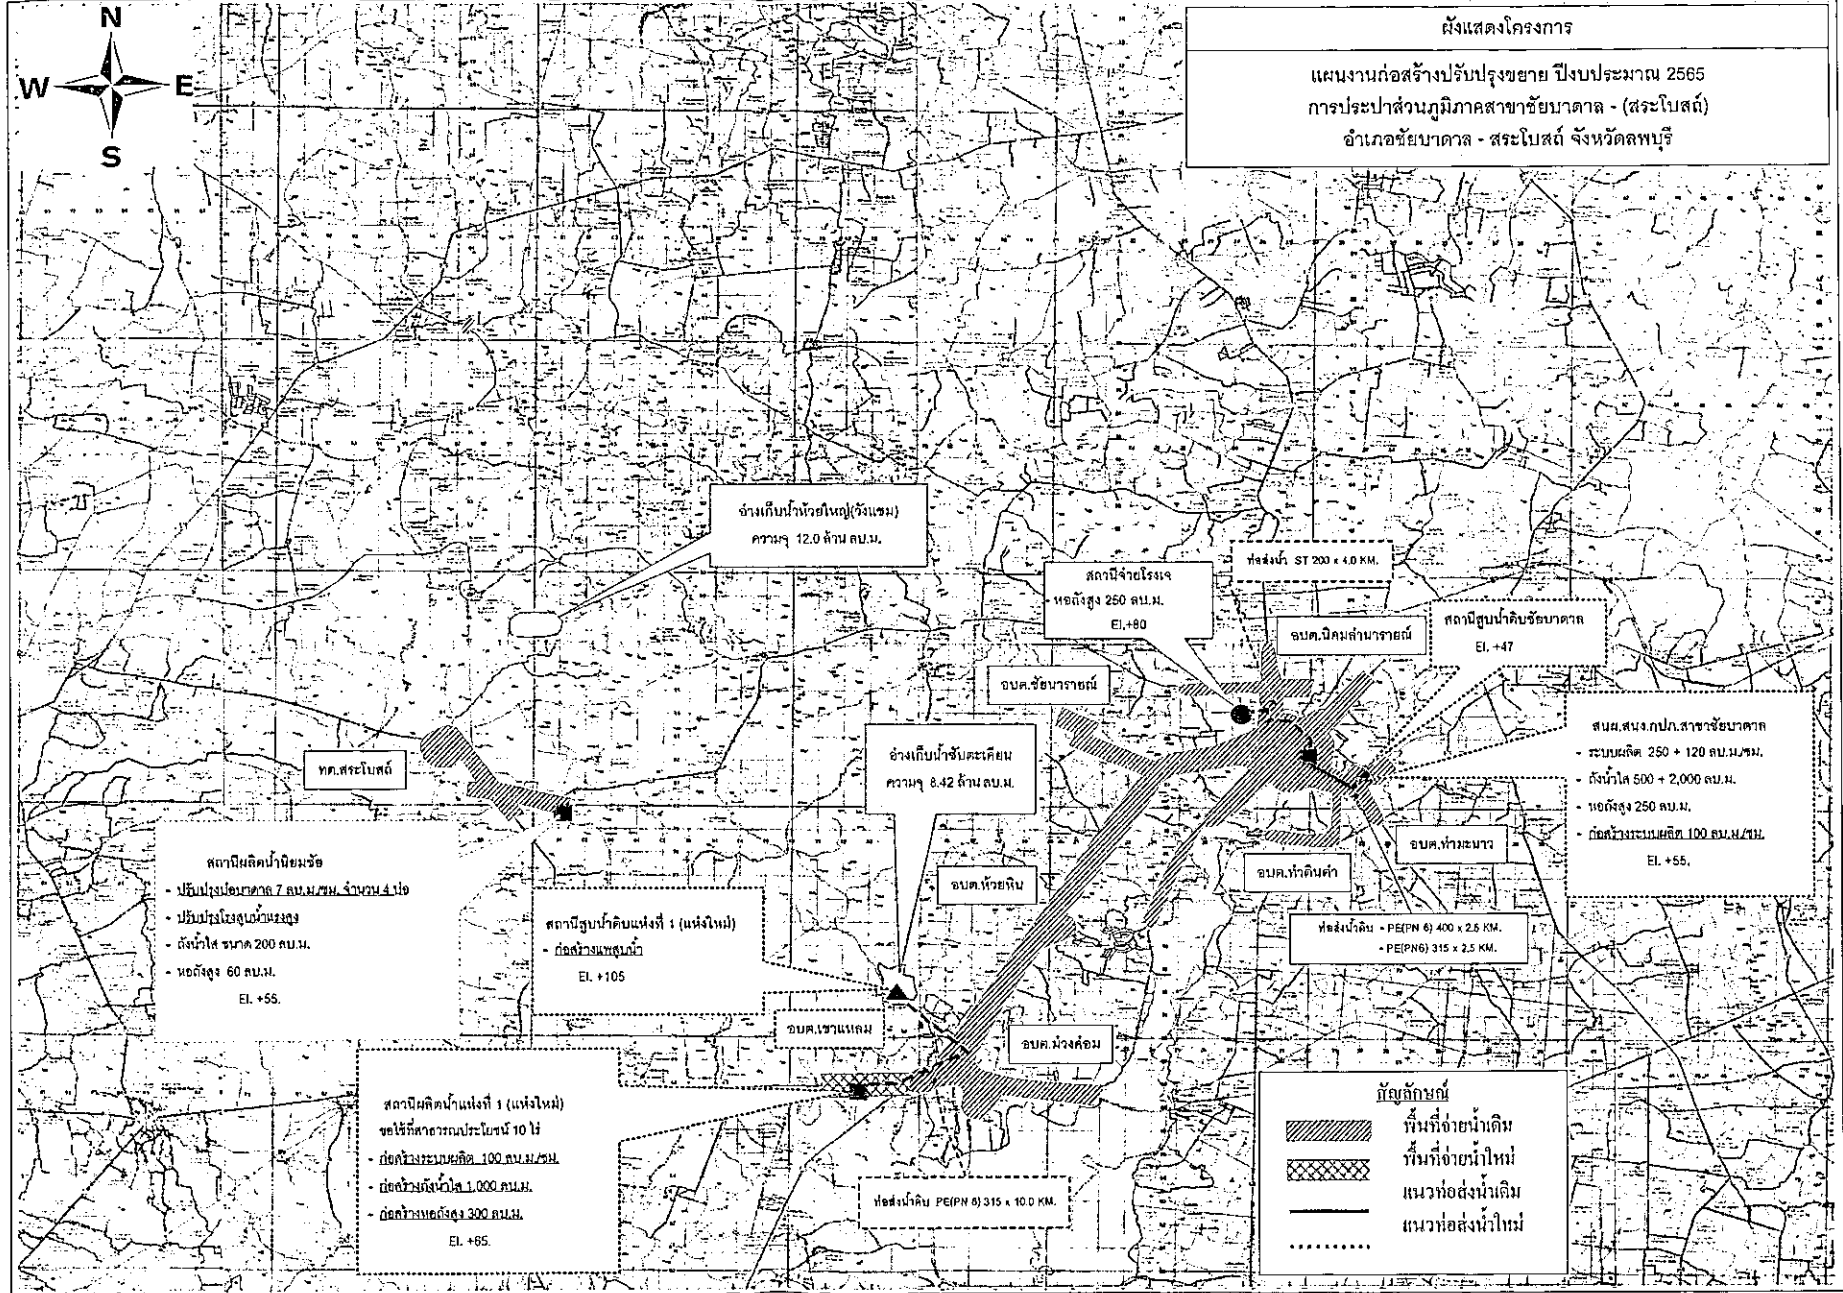 N
W E
S
ผังแสดงโครงการ
แผนงานก่อสร้างปรับปรุงขยาย ปีงบประมาณ 2565
การประปาส่วนภูมิภาคสาขาชัยบาดาล - (สระโบสถ์)
อำเภอชัยบาดาล - สระโบสถ์ จังหวัดลพบุรี
อ่างเก็บน้ำห้วยใหญ่(วังแขม)
ความจุ 12.0 ล้าน ลบ.ม.
สถานีจ่ายโรงเจ
- หอถังสูง 250 ลบ.ม.
El.+80
ท่อส่งน้ำ ST 200 x 4.0 KM.
อบต.นิคมลำนารายณ์
สถานีสูบน้ำดิบชัยบาดาล
El. +47
อบต.ชัยนารายณ์
สนผ.สนง.กปภ.สาขาชัยบาดาล
- ระบบผลิต 250 + 120 ลบ.ม./ชม.
- ถังน้ำใส 500 + 2,000 ลบ.ม.
- หอถังสูง 250 ลบ.ม.
- ก่อสร้างระบบผลิต 100 ลบ.ม./ชม.
El. +55.
ทต.สระโบสถ์
อ่างเก็บน้ำซับตะเคียน
ความจุ 8.42 ล้าน ลบ.ม.
สถานีผลิตน้ำนิยมชัย
- ปรับปรุงบ่อบาดาล 7 ลบ.ม./ชม. จำนวน 4 บ่อ
- ปรับปรุงโรงสูบน้ำแรงสูง
- ถังน้ำใส ขนาด 200 ลบ.ม.
- หอถังสูง 60 ลบ.ม.
El. +55.
อบต.ท่ามะนาว
อบต.ท่าดินดำ
อบต.ห้วยหิน
สถานีสูบน้ำดิบแห่งที่ 1 (แห่งใหม่)
- ก่อสร้างแพสูบน้ำ
El. +105
ท่อส่งน้ำดิบ - PE(PN 6) 400 x 2.5 KM.
- PE(PN6) 315 x 2.5 KM.
อบต.เขาแหลม
อบต.ม่วงค่อม
สถานีผลิตน้ำแห่งที่ 1 (แห่งใหม่)
ขอใช้ที่สาธารณประโยชน์ 10 ไร่
- ก่อสร้างระบบผลิต 100 ลบ.ม./ชม.
- ก่อสร้างถังน้ำใส 1,000 ลบ.ม.
- ก่อสร้างหอถังสูง 300 ลบ.ม.
El. +65.
ท่อส่งน้ำดิบ PE(PN 6) 315 x 10.0 KM.
สัญลักษณ์
พื้นที่จ่ายน้ำเดิม
พื้นที่จ่ายน้ำใหม่
แนวท่อส่งน้ำเดิม
แนวท่อส่งน้ำใหม่